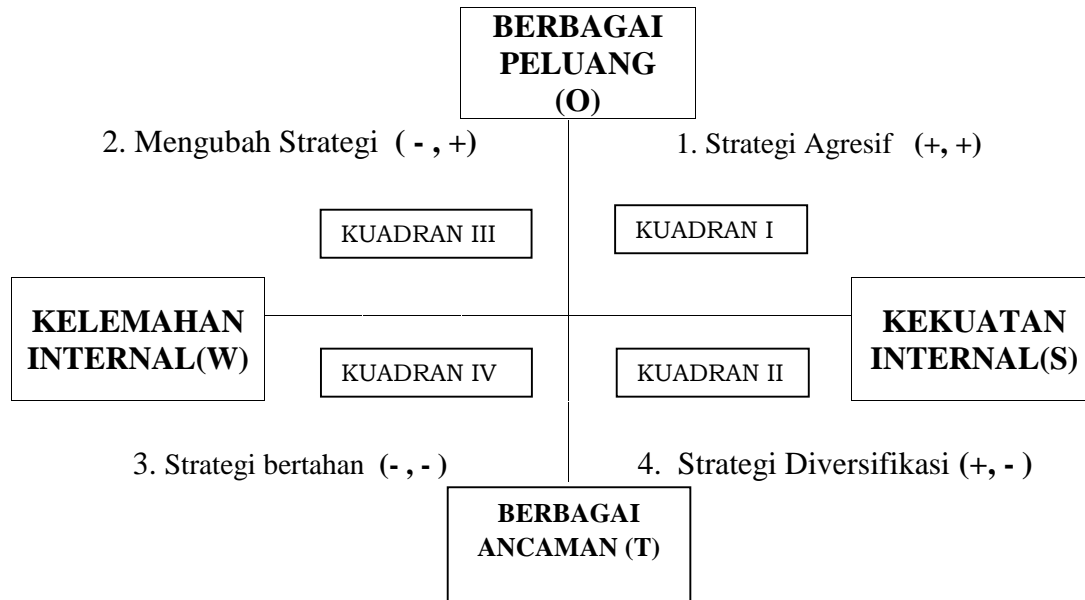 BERBAGAI
PELUANG
(O)
2. Mengubah Strategi ( - , +)
1. Strategi Agresif (+, +)
KUADRAN III
KUADRAN I
KELEMAHAN
INTERNAL(W)
KEKUATAN
INTERNAL(S)
KUADRAN IV
KUADRAN II
3. Strategi bertahan (- , - )
4. Strategi Diversifikasi (+, - )
BERBAGAI
ANCAMAN (T)